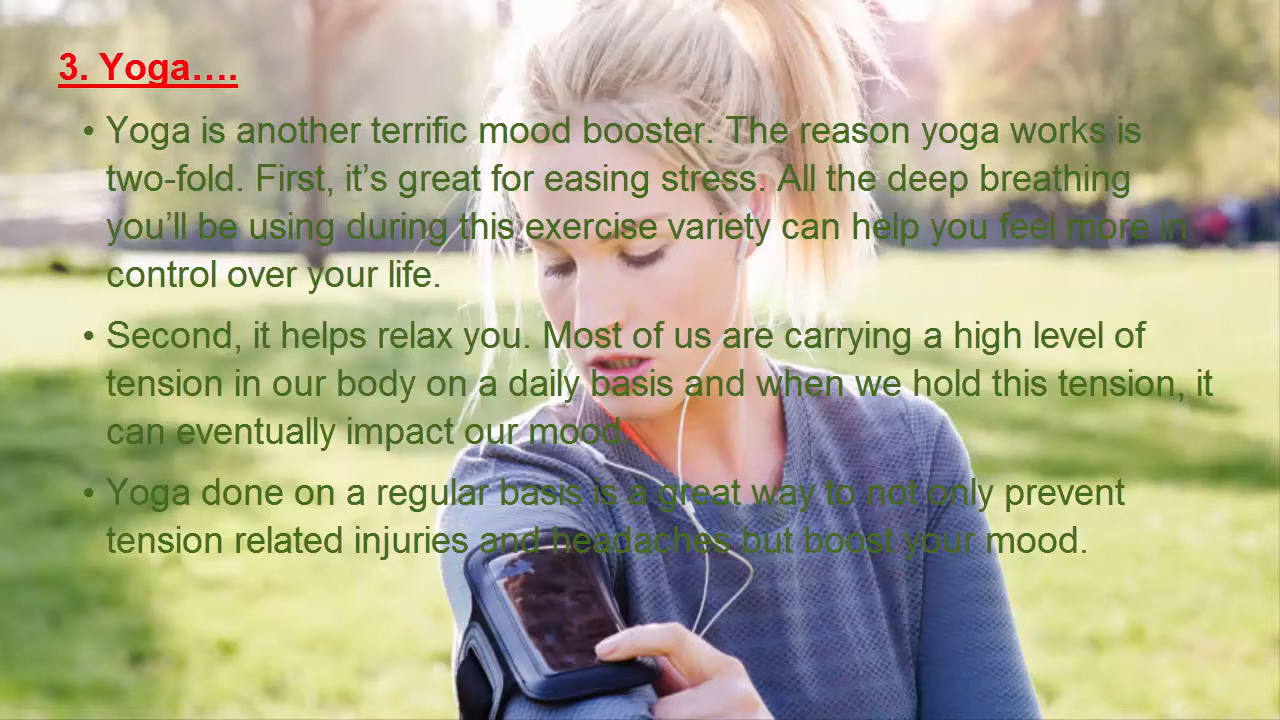 3. Yoga….
• Yoga is another terrific mood booster. The reason yoga works is
two-fold. First, it’s great for easing stress. All the deep breathing
you’ll be using during this exercise variety can help you feel more in
control over your life.
• Second, it helps relax you. Most of us are carrying a high level of
tension in our body on a daily basis and when we hold this tension, it
can eventually impact our mood.
• Yoga done on a regular basis is a great way to not only prevent
tension related injuries and headaches but boost your mood.